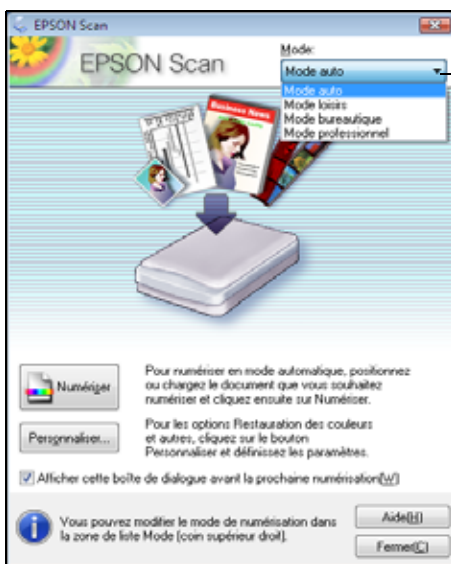 EPSON Scan
EPSON Scan
Mode:
Mode auto
Mode auto
Mode loisirs
Mode bureautique
Mode professionnel
Business News
Numériser
Pour numériser en mode automatique, positionnez
ou chargez le document que vous souhaitez
numériser et cliquez ensuite sur Numériser.
Personnaliser...
Pour les options Restauration des couleurs
et autres, cliquez sur le bouton
Personnaliser et définissez les paramètres.
Afficher cette boîte de dialogue avant la prochaine numérisation(W)
Vous pouvez modifier le mode de numérisation dans
la zone de liste Mode (coin supérieur droit).
Aide(H)
Fermer(C)